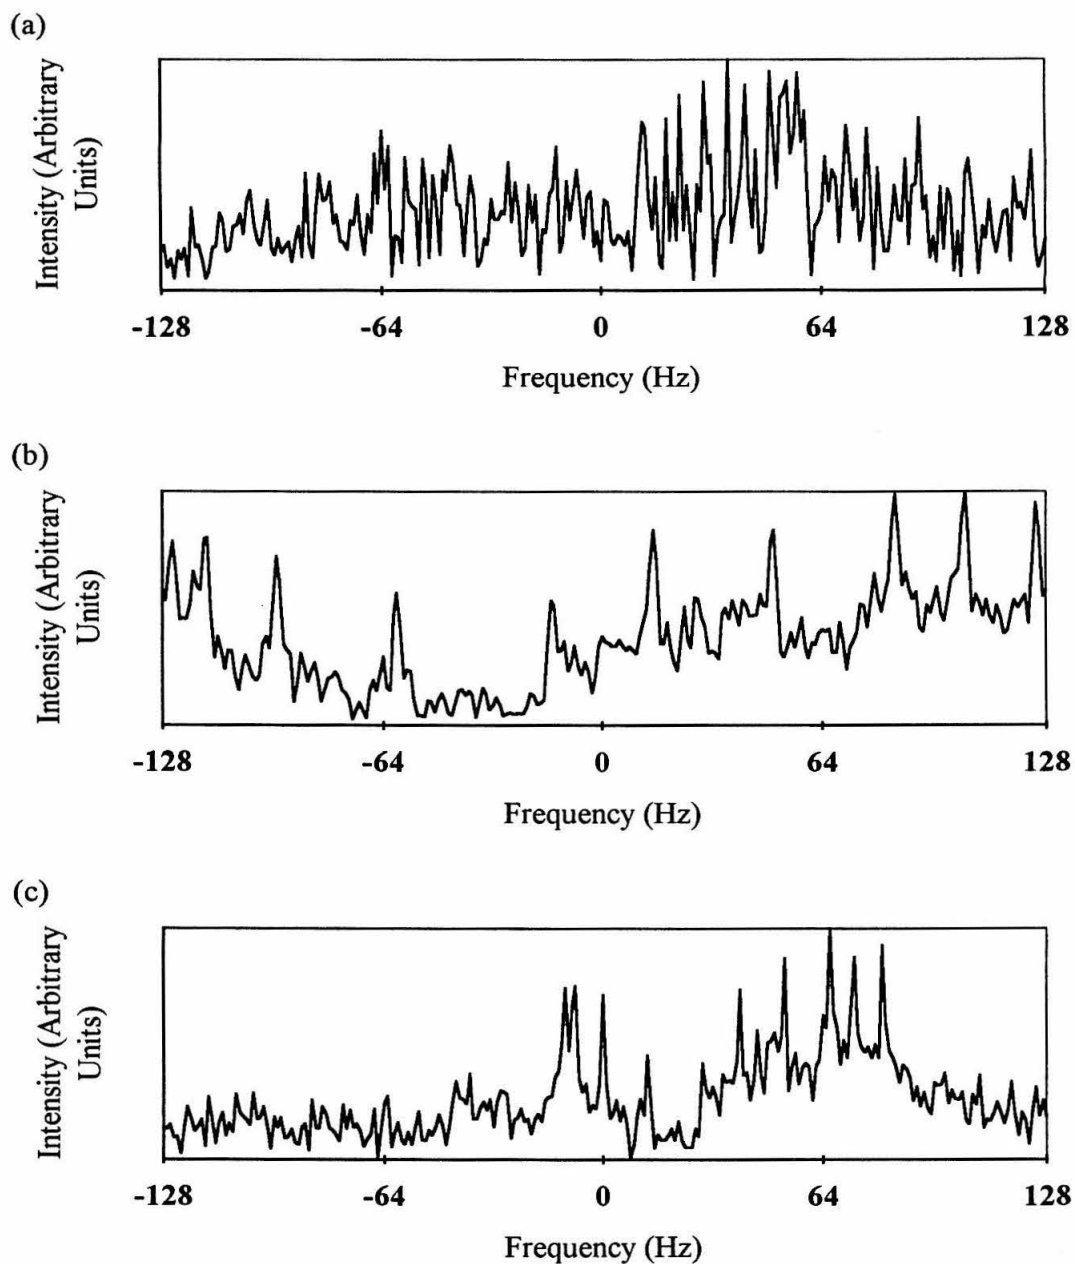 (a)
Intensity (Arbitrary
Units)
-128 -64 0 64 128
Frequency (Hz)
(b)
Intensity (Arbitrary
Units)
-128 -64 0 64 128
Frequency (Hz)
(c)
Intensity (Arbitrary
Units)
-128 -64 0 64 128
Frequency (Hz)